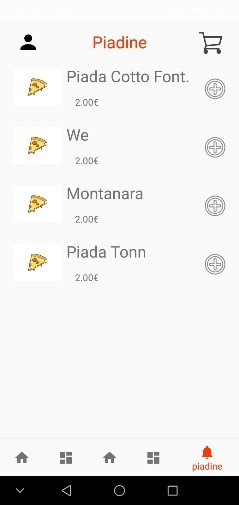 Piadine
Piada Cotto Font.
2.00€
We
2.00€
Montanara
2.00€
Piada Tonn
2.00€
piadine